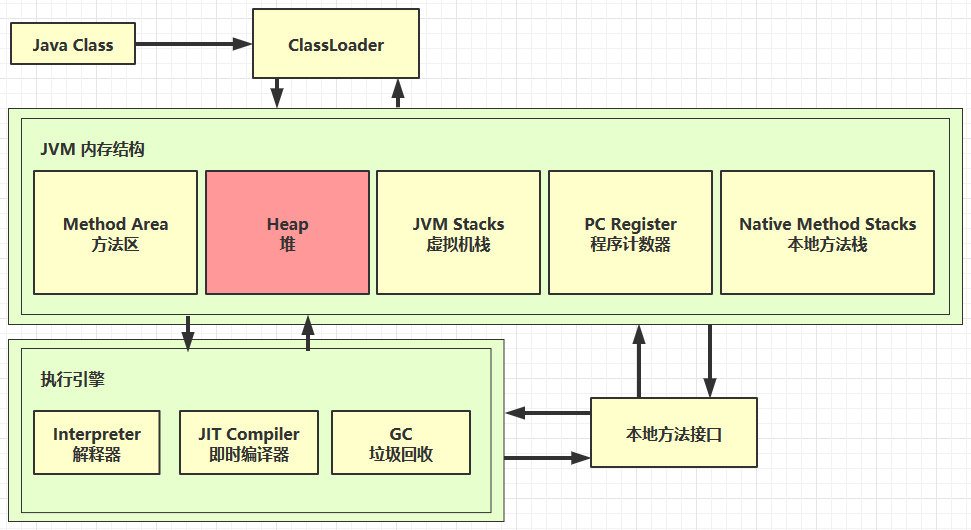 Java Class
ClassLoader
JVM 内存结构
Method Area
方法区
Heap
堆
JVM Stacks
虚拟机栈
PC Register
程序计数器
Native Method Stacks
本地方法栈
执行引擎
Interpreter
解释器
JIT Compiler
即时编译器
GC
垃圾回收
本地方法接口